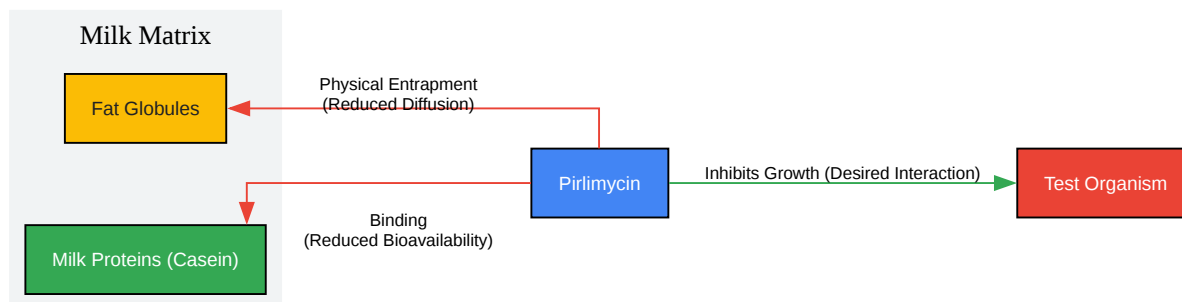 Milk Matrix
Fat Globules
Physical Entrapment
(Reduced Diffusion)
Pirlimycin
Inhibits Growth (Desired Interaction)
Test Organism
Binding
(Reduced Bioavailability)
Milk Proteins (Casein)